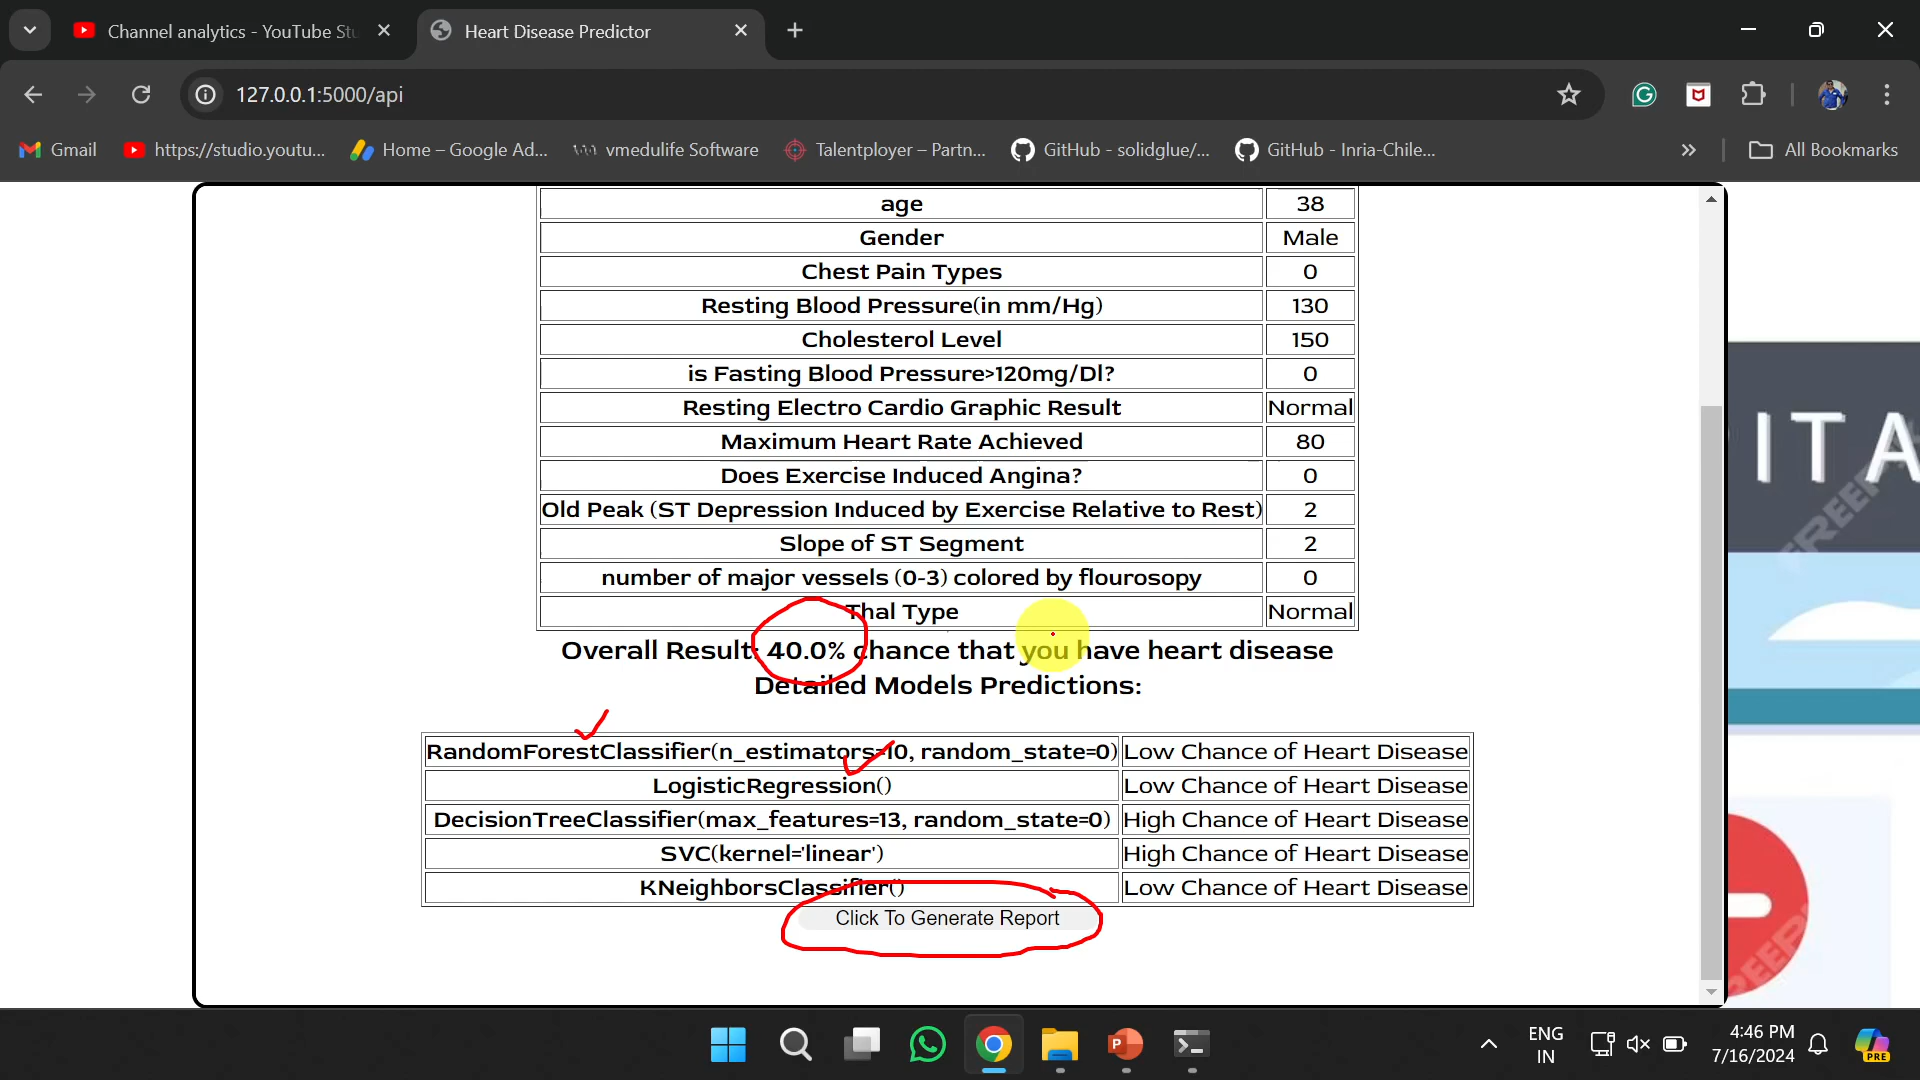 Channel analytics - YouTube Stu
Heart Disease Predictor
127.0.0.1:5000/api
Gmail
https://studio.youtu...
Home – Google Ad...
vmedulife Software
Talentployer – Partn...
GitHub - solidglue/...
GitHub - Inria-Chile...
All Bookmarks
age 38
Gender Male
Chest Pain Types 0
Resting Blood Pressure(in mm/Hg) 130
Cholesterol Level 150
is Fasting Blood Pressure>120mg/Dl? 0
Resting Electro Cardio Graphic Result Normal
Maximum Heart Rate Achieved 80
Does Exercise Induced Angina? 0
Old Peak (ST Depression Induced by Exercise Relative to Rest) 2
Slope of ST Segment 2
number of major vessels (0-3) colored by flourosopy 0
Thal Type Normal
Overall Result: 40.0% chance that you have heart disease
Detailed Models Predictions:
RandomForestClassifier(n_estimators=10, random_state=0) Low Chance of Heart Disease
LogisticRegression() Low Chance of Heart Disease
DecisionTreeClassifier(max_features=13, random_state=0) High Chance of Heart Disease
SVC(kernel='linear') High Chance of Heart Disease
KNeighborsClassifier() Low Chance of Heart Disease
Click To Generate Report
ITA
ENG
IN
4:46 PM
7/16/2024
PRE